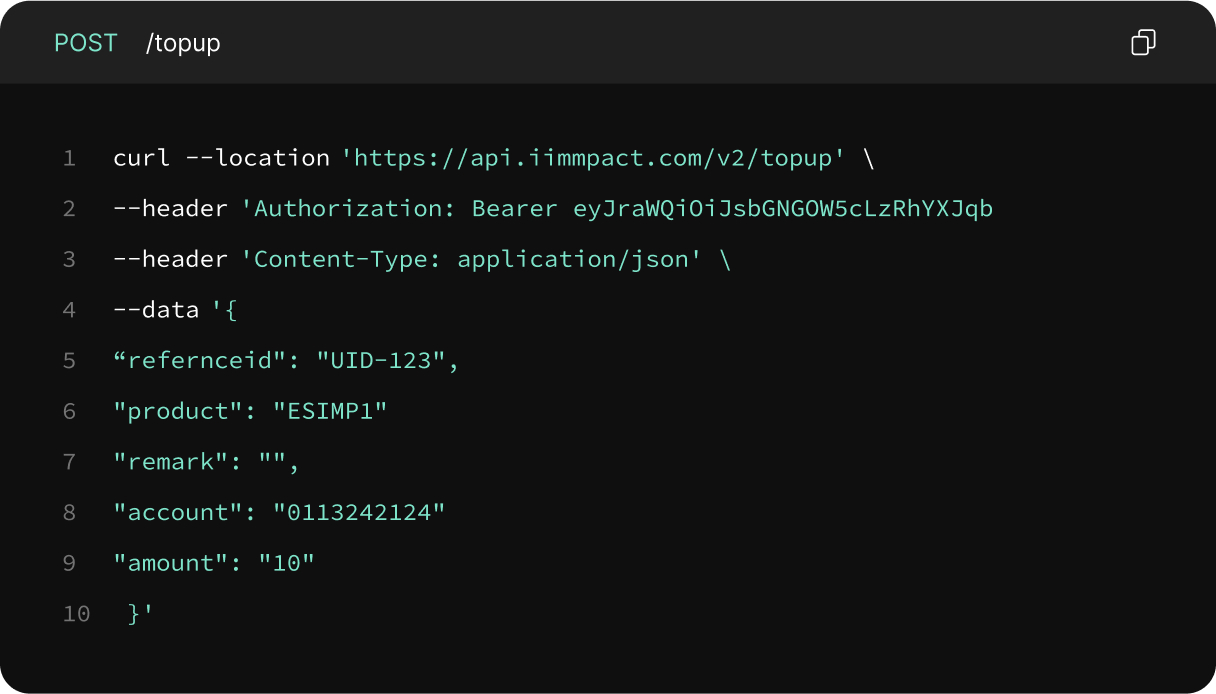 POST /topup
1 curl --location 'https://api.iimmpact.com/v2/topup' \
2 --header 'Authorization: Bearer eyJraWQiOiJsbGNGOW5cLzRhYXJqb
3 --header 'Content-Type: application/json' \
4 --data '{
5 “refernceid": "UID-123",
6 "product": "ESIMP1"
7 "remark": "",
8 "account": "0113242124"
9 "amount": "10"
10 }'